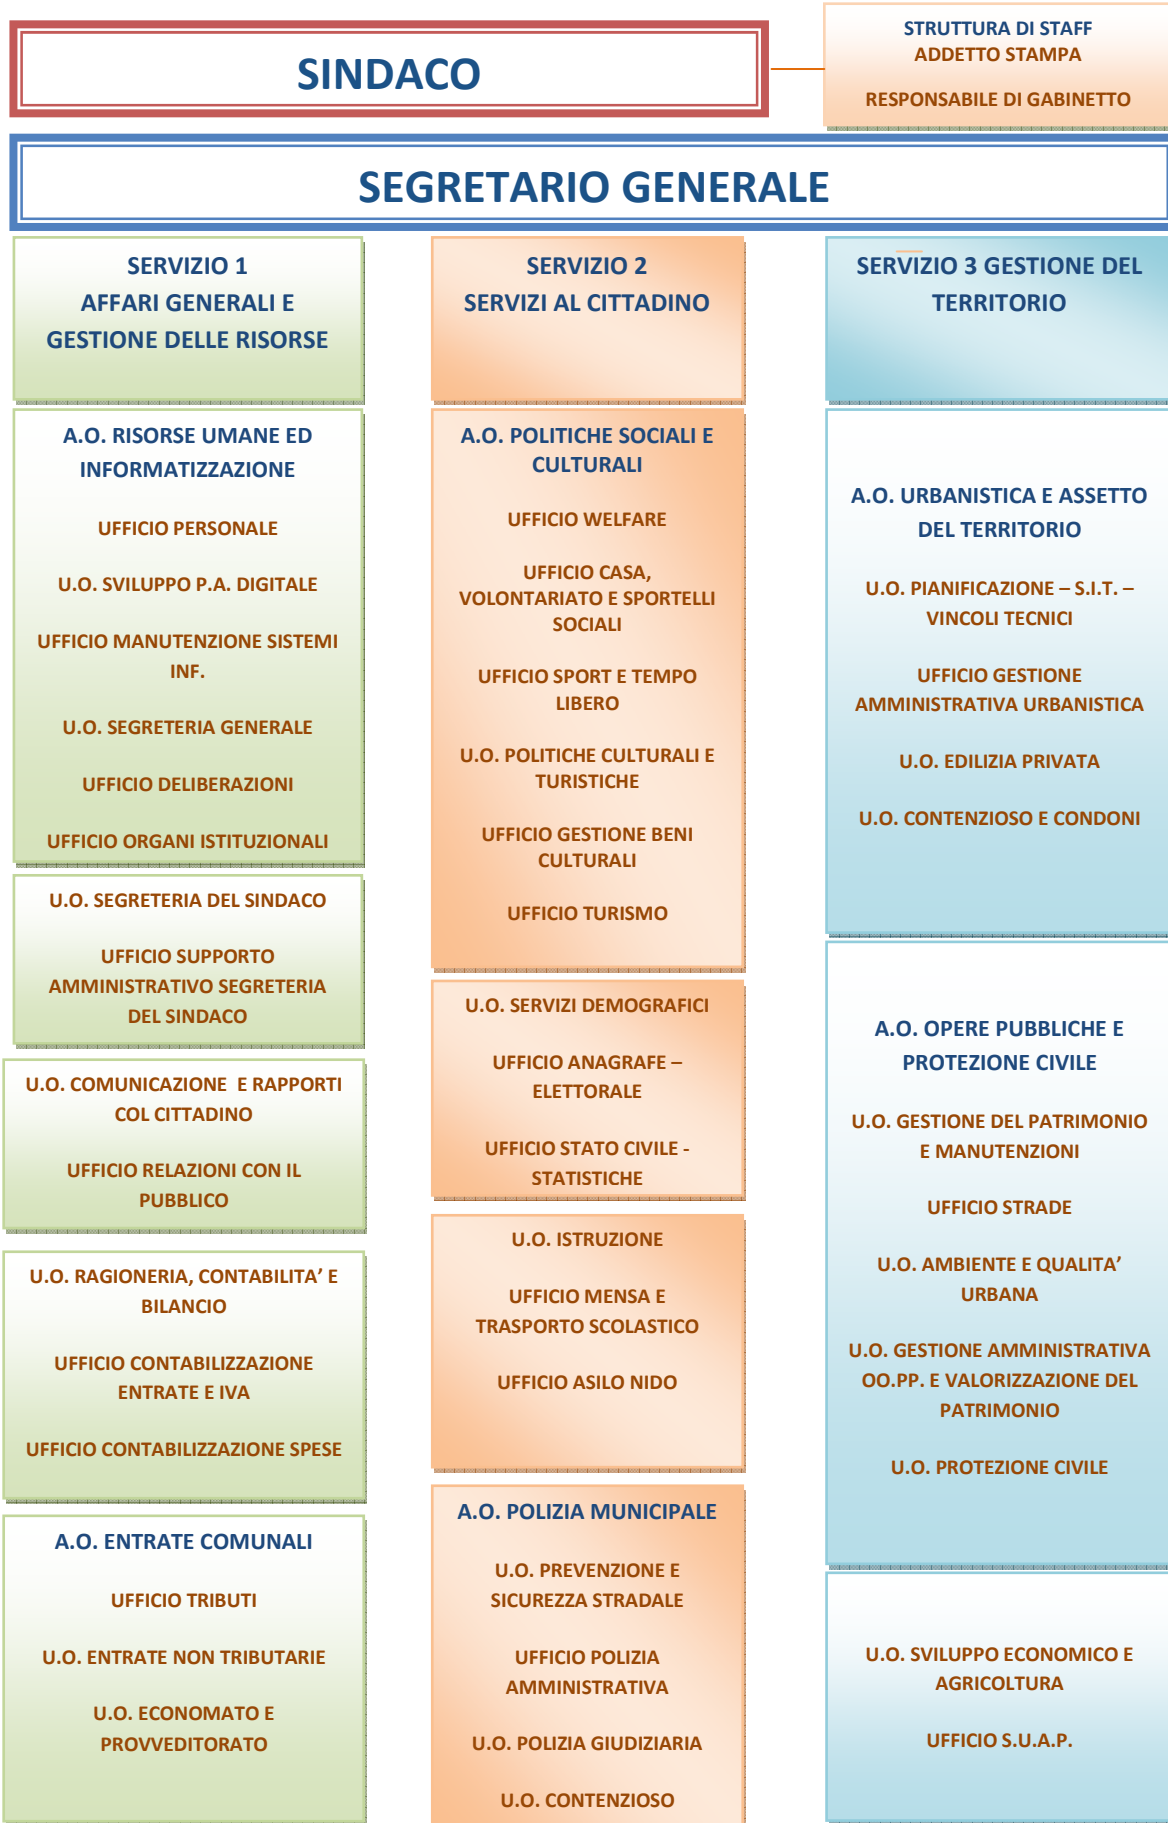 SINDACO
STRUTTURA DI STAFF
ADDETTO STAMPA
RESPONSABILE DI GABINETTO
SEGRETARIO GENERALE
SERVIZIO 1
AFFARI GENERALI E
GESTIONE DELLE RISORSE
A.O. RISORSE UMANE ED
INFORMATIZZAZIONE
UFFICIO PERSONALE
U.O. SVILUPPO P.A. DIGITALE
UFFICIO MANUTENZIONE SISTEMI
INF.
U.O. SEGRETERIA GENERALE
UFFICIO DELIBERAZIONI
UFFICIO ORGANI ISTITUZIONALI
U.O. SEGRETERIA DEL SINDACO
UFFICIO SUPPORTO
AMMINISTRATIVO SEGRETERIA
DEL SINDACO
U.O. COMUNICAZIONE E RAPPORTI
COL CITTADINO
UFFICIO RELAZIONI CON IL
PUBBLICO
U.O. RAGIONERIA, CONTABILITA’ E
BILANCIO
UFFICIO CONTABILIZZAZIONE
ENTRATE E IVA
UFFICIO CONTABILIZZAZIONE SPESE
A.O. ENTRATE COMUNALI
UFFICIO TRIBUTI
U.O. ENTRATE NON TRIBUTARIE
U.O. ECONOMATO E
PROVVEDITORATO
SERVIZIO 2
SERVIZI AL CITTADINO
A.O. POLITICHE SOCIALI E
CULTURALI
UFFICIO WELFARE
UFFICIO CASA,
VOLONTARIATO E SPORTELLI
SOCIALI
UFFICIO SPORT E TEMPO
LIBERO
U.O. POLITICHE CULTURALI E
TURISTICHE
UFFICIO GESTIONE BENI
CULTURALI
UFFICIO TURISMO
U.O. SERVIZI DEMOGRAFICI
UFFICIO ANAGRAFE –
ELETTORALE
UFFICIO STATO CIVILE -
STATISTICHE
U.O. ISTRUZIONE
UFFICIO MENSA E
TRASPORTO SCOLASTICO
UFFICIO ASILO NIDO
A.O. POLIZIA MUNICIPALE
U.O. PREVENZIONE E
SICUREZZA STRADALE
UFFICIO POLIZIA
AMMINISTRATIVA
U.O. POLIZIA GIUDIZIARIA
U.O. CONTENZIOSO
SERVIZIO 3 GESTIONE DEL
TERRITORIO
A.O. URBANISTICA E ASSETTO
DEL TERRITORIO
U.O. PIANIFICAZIONE – S.I.T. –
VINCOLI TECNICI
UFFICIO GESTIONE
AMMINISTRATIVA URBANISTICA
U.O. EDILIZIA PRIVATA
U.O. CONTENZIOSO E CONDONI
A.O. OPERE PUBBLICHE E
PROTEZIONE CIVILE
U.O. GESTIONE DEL PATRIMONIO
E MANUTENZIONI
UFFICIO STRADE
U.O. AMBIENTE E QUALITA’
URBANA
U.O. GESTIONE AMMINISTRATIVA
OO.PP. E VALORIZZAZIONE DEL
PATRIMONIO
U.O. PROTEZIONE CIVILE
U.O. SVILUPPO ECONOMICO E
AGRICOLTURA
UFFICIO S.U.A.P.